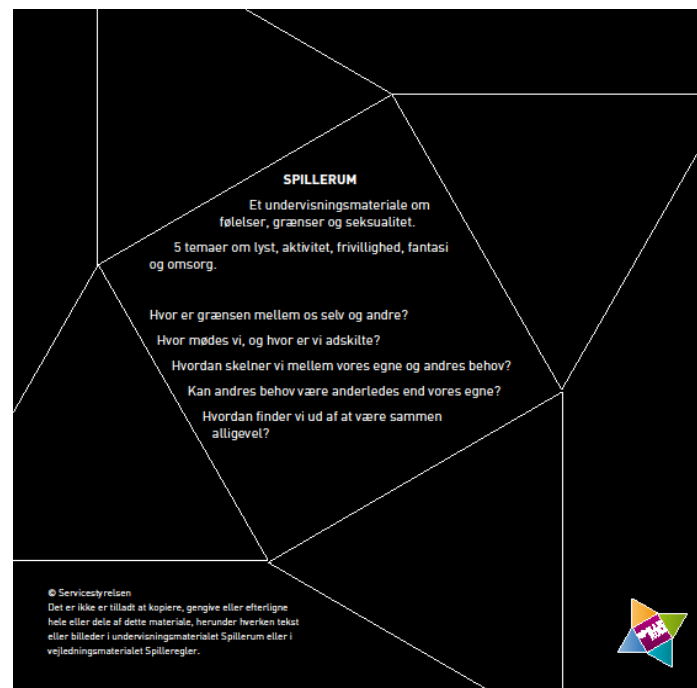 SPILLERUM
Et undervisningsmateriale om
følelser, grænser og seksualitet.
5 temaer om lyst, aktivitet, frivillighed, fantasi
og omsorg.
Hvor er grænsen mellem os selv og andre?
Hvor mødes vi, og hvor er vi adskilte?
Hvordan skelner vi mellem vores egne og andres behov?
Kan andres behov være anderledes end vores egne?
Hvordan finder vi ud af at være sammen
alligevel?
© Servicestyrelsen
Det er ikke er tilladt at kopiere, gengive eller efterligne
hele eller dele af dette materiale, herunder hverken tekst
eller billeder i undervisningsmaterialet Spillerum eller i
vejledningsmaterialet Spilleregler.